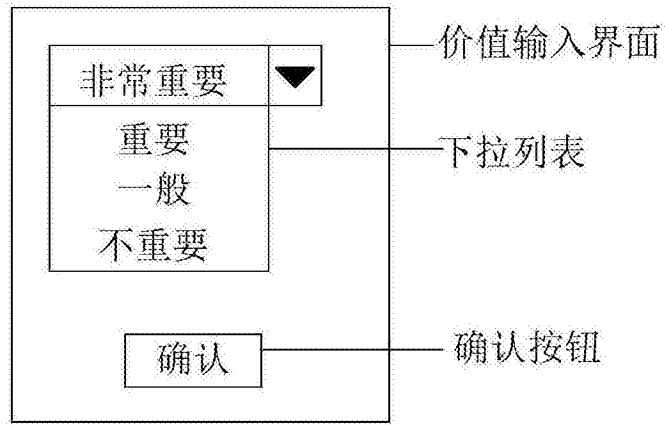 价值输入界面
非常重要
重要
下拉列表
一般
不重要
确认
确认按钮